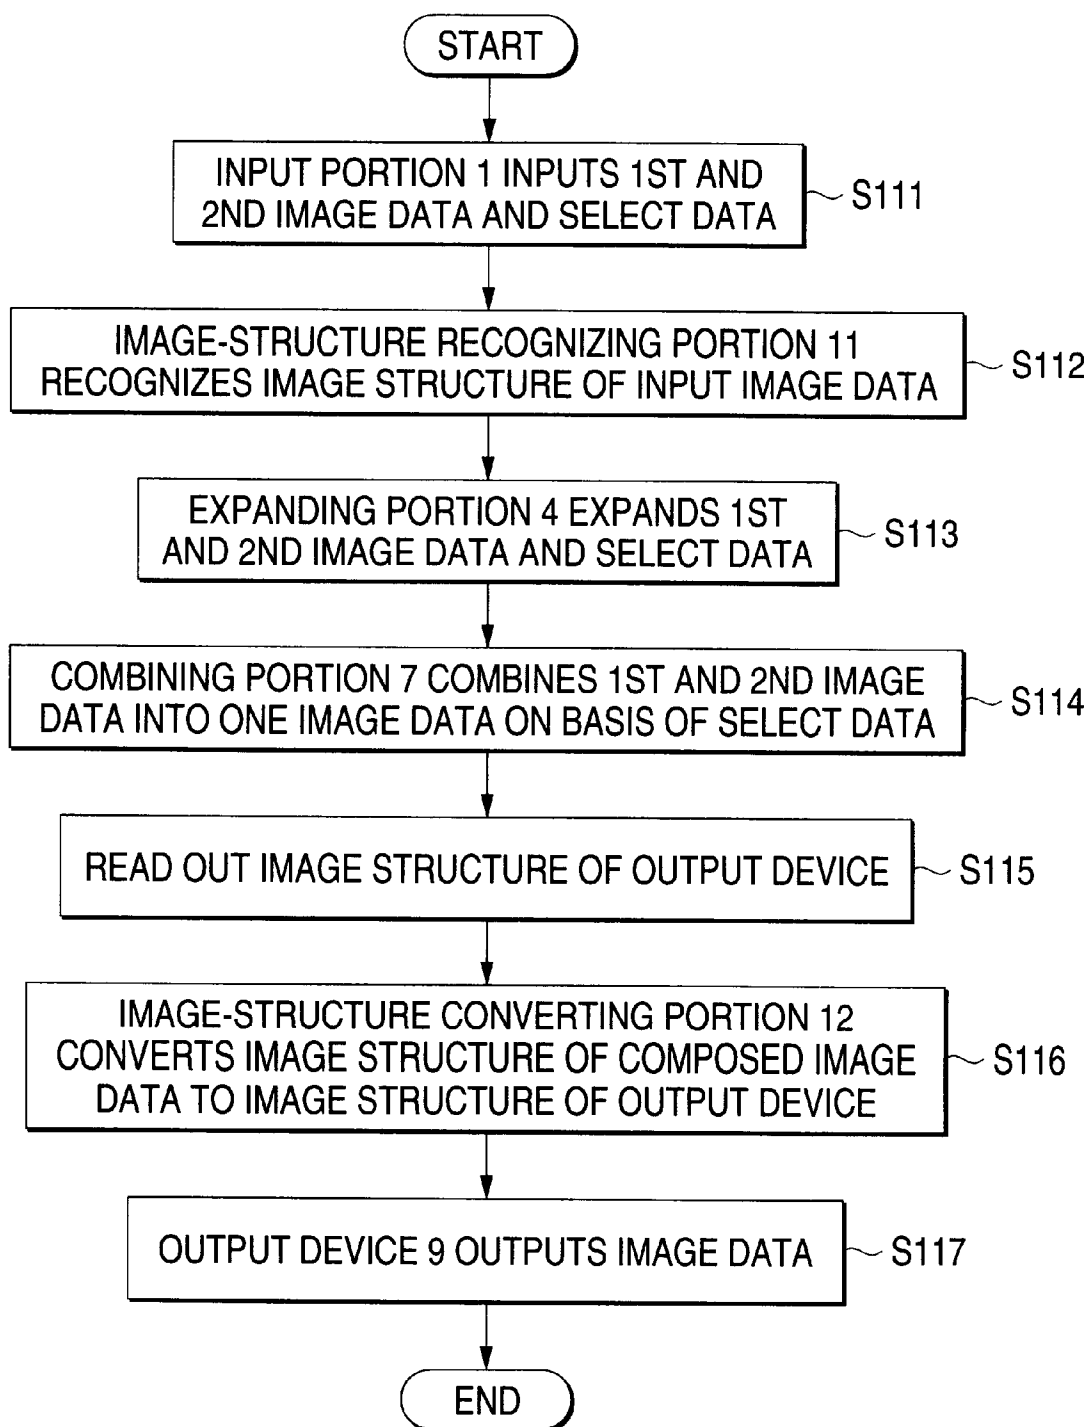 START
INPUT PORTION 1 INPUTS 1ST AND
2ND IMAGE DATA AND SELECT DATA
S111
IMAGE-STRUCTURE RECOGNIZING PORTION 11
RECOGNIZES IMAGE STRUCTURE OF INPUT IMAGE DATA
S112
EXPANDING PORTION 4 EXPANDS 1ST
AND 2ND IMAGE DATA AND SELECT DATA
S113
COMBINING PORTION 7 COMBINES 1ST AND 2ND IMAGE
DATA INTO ONE IMAGE DATA ON BASIS OF SELECT DATA
S114
READ OUT IMAGE STRUCTURE OF OUTPUT DEVICE
S115
IMAGE-STRUCTURE CONVERTING PORTION 12
CONVERTS IMAGE STRUCTURE OF COMPOSED IMAGE
DATA TO IMAGE STRUCTURE OF OUTPUT DEVICE
S116
OUTPUT DEVICE 9 OUTPUTS IMAGE DATA
S117
END